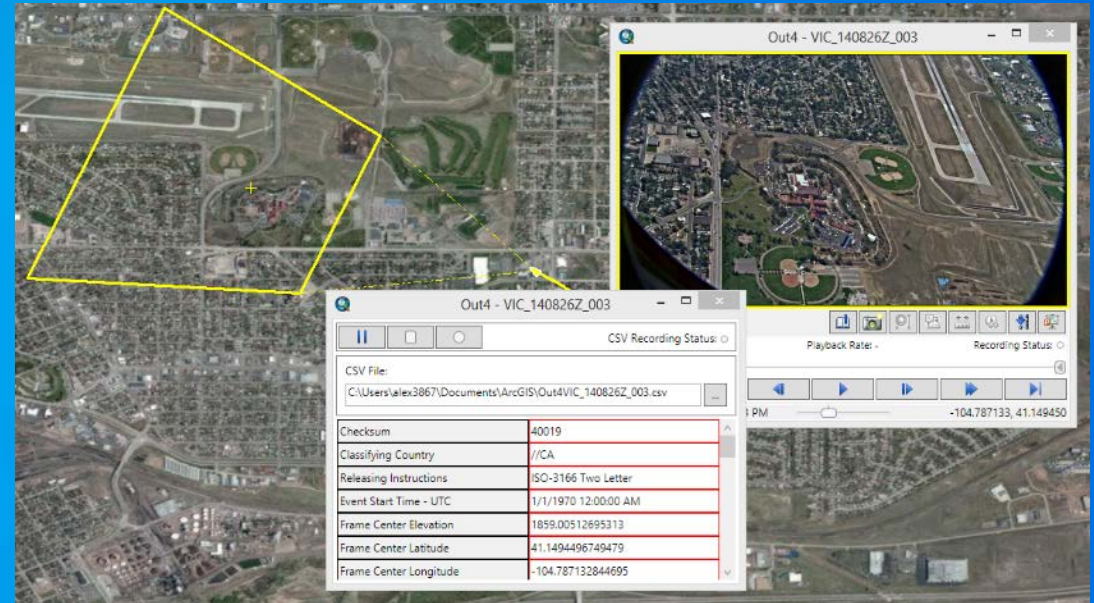 Out4 - VIC_140826Z_003
Playback Rate: -
Recording Status:
PM
-104.787133, 41.149450
Out4 - VIC_140826Z_003
CSV Recording Status:
CSV File:
C:\Users\alex3867\Documents\ArcGIS\Out4VIC_140826Z_003.csv
...
Checksum 40019
Classifying Country //CA
Releasing Instructions ISO-3166 Two Letter
Event Start Time - UTC 1/1/1970 12:00:00 AM
Frame Center Elevation 1859.00512695313
Frame Center Latitude 41.1494496749479
Frame Center Longitude -104.787132844695